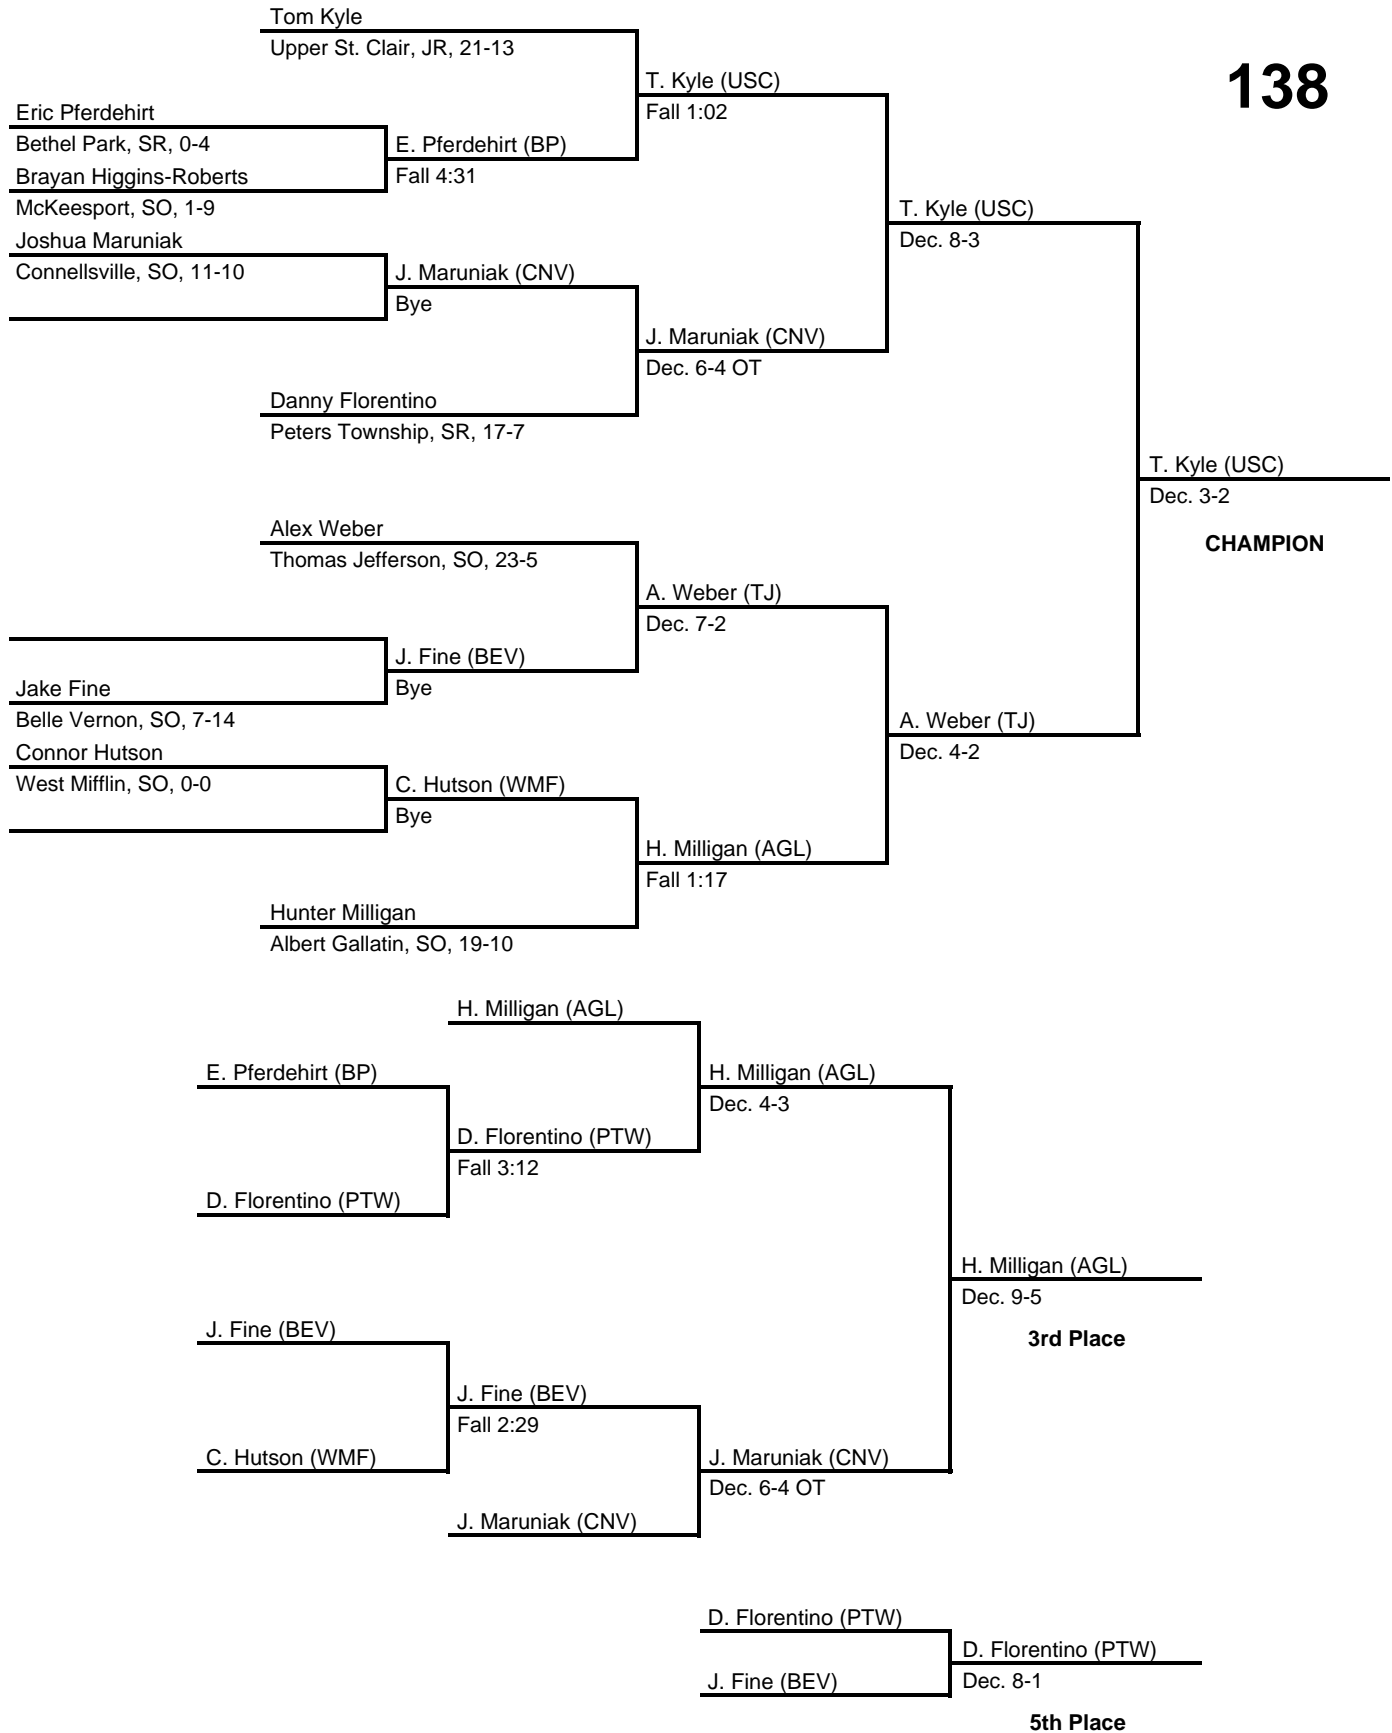 Tom Kyle
Upper St. Clair, JR, 21-13
138
T. Kyle (USC)
Fall 1:02
Eric Pferdehirt
Bethel Park, SR, 0-4
E. Pferdehirt (BP)
Fall 4:31
Brayan Higgins-Roberts
McKeesport, SO, 1-9
T. Kyle (USC)
Dec. 8-3
Joshua Maruniak
Connellsville, SO, 11-10
J. Maruniak (CNV)
Bye
J. Maruniak (CNV)
Dec. 6-4 OT
Danny Florentino
Peters Township, SR, 17-7
T. Kyle (USC)
Dec. 3-2
CHAMPION
Alex Weber
Thomas Jefferson, SO, 23-5
A. Weber (TJ)
Dec. 7-2
J. Fine (BEV)
Bye
Jake Fine
Belle Vernon, SO, 7-14
A. Weber (TJ)
Dec. 4-2
Connor Hutson
West Mifflin, SO, 0-0
C. Hutson (WMF)
Bye
H. Milligan (AGL)
Fall 1:17
Hunter Milligan
Albert Gallatin, SO, 19-10
H. Milligan (AGL)
E. Pferdehirt (BP)
H. Milligan (AGL)
Dec. 4-3
D. Florentino (PTW)
Fall 3:12
D. Florentino (PTW)
H. Milligan (AGL)
Dec. 9-5
3rd Place
J. Fine (BEV)
J. Fine (BEV)
Fall 2:29
C. Hutson (WMF)
J. Maruniak (CNV)
Dec. 6-4 OT
J. Maruniak (CNV)
D. Florentino (PTW)
D. Florentino (PTW)
Dec. 8-1
J. Fine (BEV)
5th Place